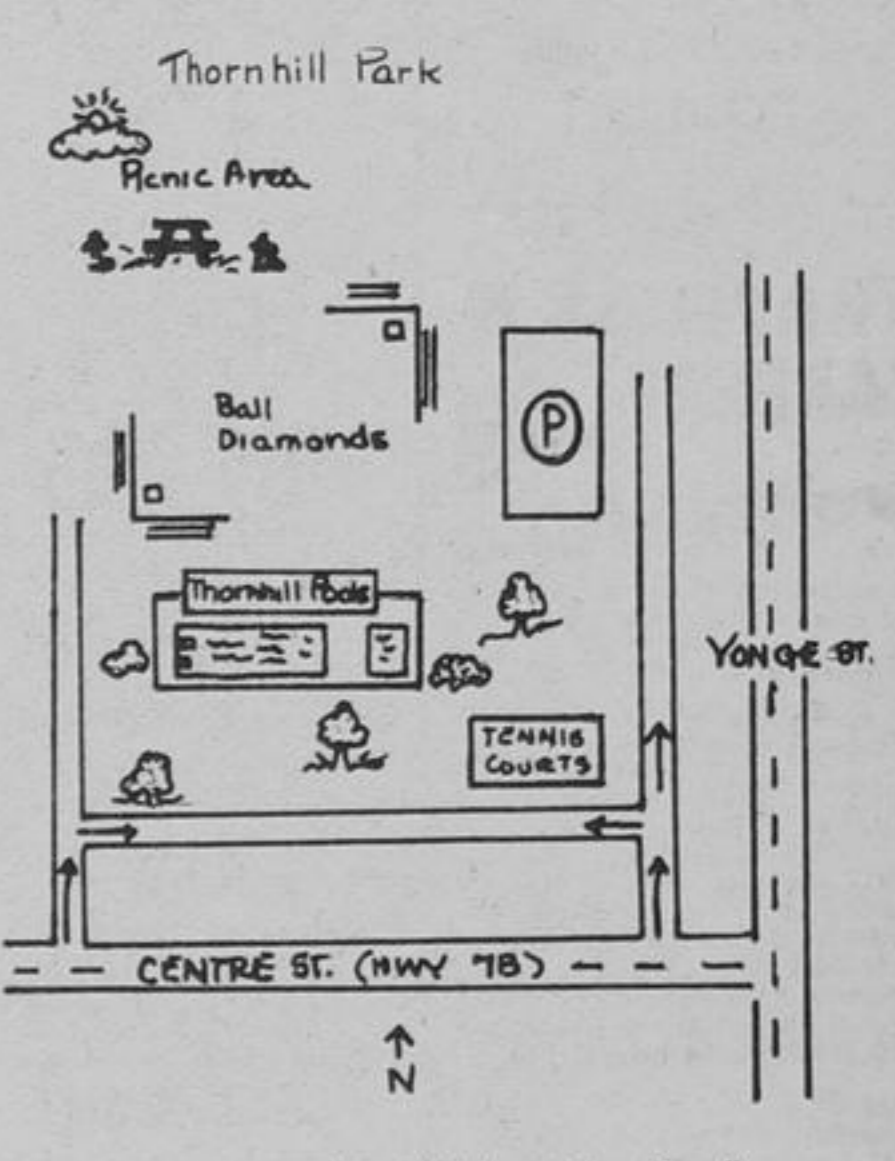 Thornhill Park
Picnic Area
Ball
Diamonds
P
Thornhill Pools
YONGE ST.
TENNIS
COURTS
CENTRE ST. (HWY 7B)
N